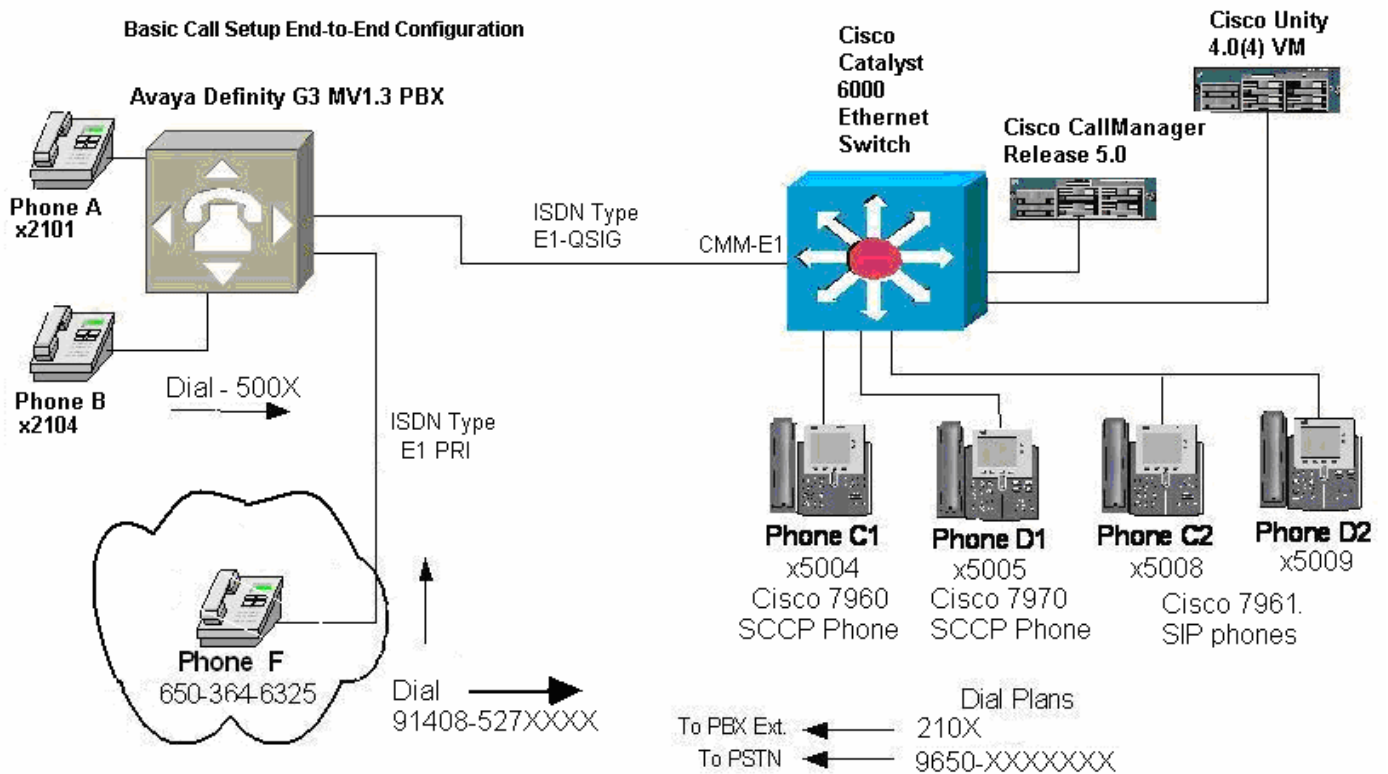 Basic Call Setup End-to-End Configuration
Cisco Unity
4.0(4) VM
Cisco
Catalyst
6000
Ethernet
Switch
Avaya Definity G3 MV1.3 PBX
Cisco CallManager
Release 5.0
Phone A
x2101
ISDN Type
E1-QSIG
CMM-E1
Phone B
x2104
Dial - 500X
ISDN Type
E1 PRI
Phone C1
x5004
Cisco 7960
SCCP Phone
Phone D1
x5005
Cisco 7970
SCCP Phone
Phone C2
x5008
Phone D2
x5009
Cisco 7961.
SIP phones
Phone F
650-364-6325
Dial
91408-527XXXX
Dial Plans
To PBX Ext.
210X
To PSTN
9650-XXXXXXX